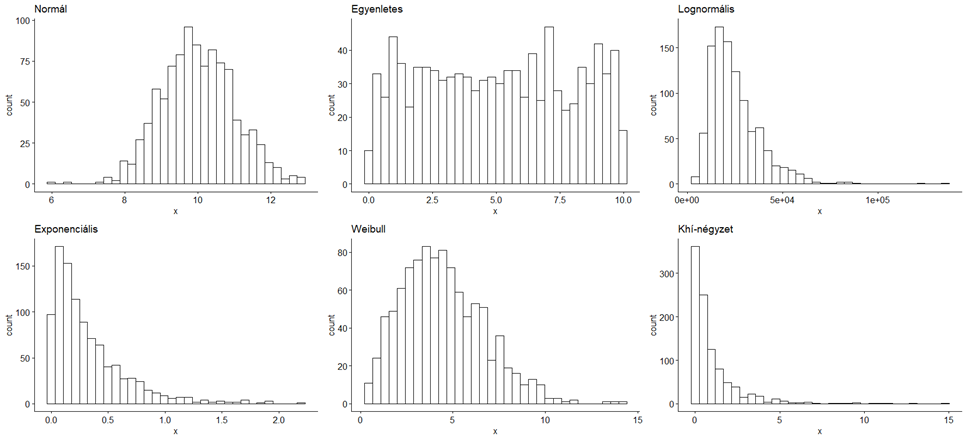 Normál
100
75
50
25
0
count
6 8 10 12
x
Egyenletes
40
30
20
10
0
count
0.0 2.5 5.0 7.5 10.0
x
Lognormális
150
100
50
0
count
0e+00 5e+04 1e+05
x
Exponenciális
150
100
50
0
count
0.0 0.5 1.0 1.5 2.0
x
Weibull
80
60
40
20
0
count
0 5 10 15
x
Khí-négyzet
300
200
100
0
count
0 5 10 15
x